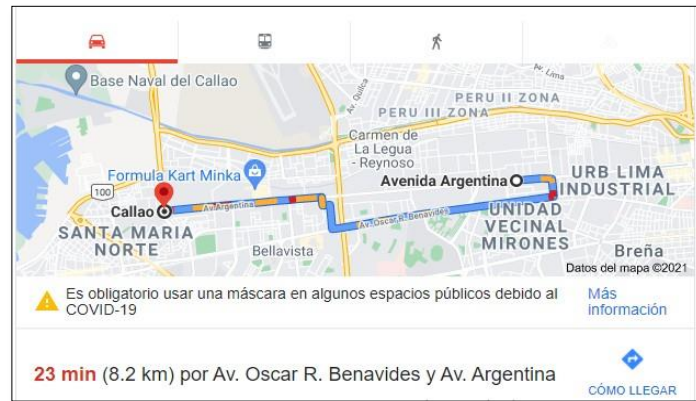 Base Naval del Callao
Av. Quilca
Av. Lima
PERU II ZONA
PERU III ZONA
Carmen de
La Legua
- Reynoso
Formula Kart Minka
Avenida Argentina
URB LIMA
INDUSTRIAL
100
Callao
Av. Argentina
SANTA MARIA
NORTE
Av. Oscar R. Benavides
UNIDAD
VECINAL
MIRONES
Bellavista
Breña
Datos del mapa ©2021
Es obligatorio usar una máscara en algunos espacios públicos debido al
COVID-19
Más
información
23 min (8.2 km) por Av. Oscar R. Benavides y Av. Argentina
CÓMO LLEGAR